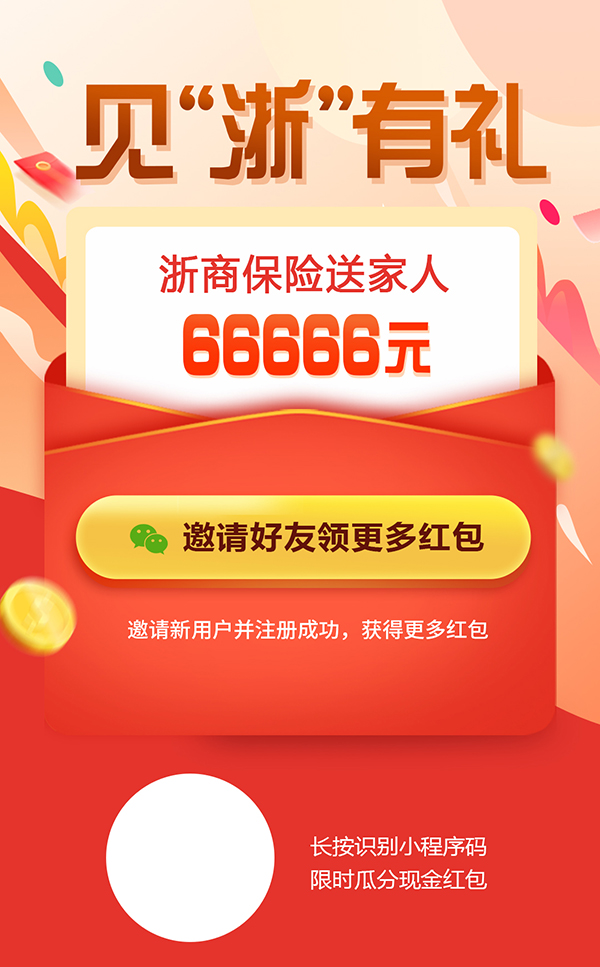 见“浙”有礼
浙商保险送家人
66666元
邀请好友领更多红包
邀请新用户并注册成功，获得更多红包
长按识别小程序码
限时瓜分现金红包